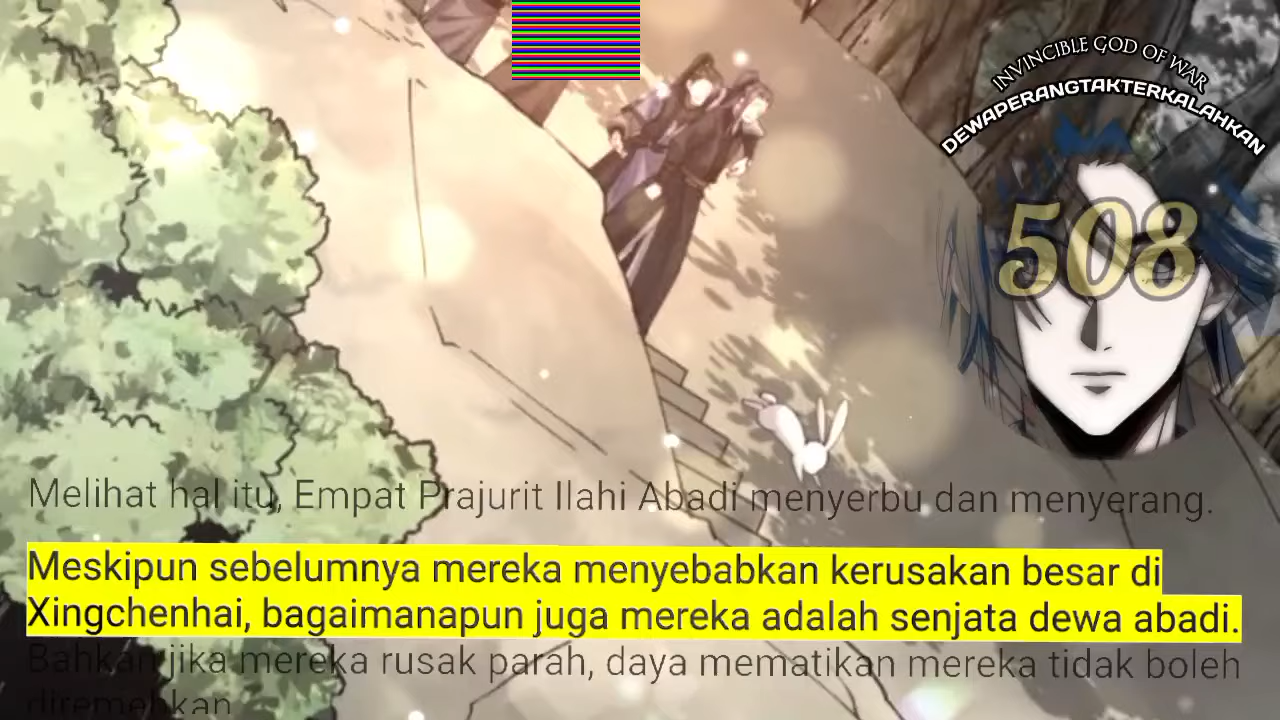 INVINCIBLE GOD OF WAR
DEWAPERANGTAKTERKALAHKAN
508
Melihat hal itu, Empat Prajurit Ilahi Abadi menyerbu dan menyerang.
Meskipun sebelumnya mereka menyebabkan kerusakan besar di
Xingchenhai, bagaimanapun juga mereka adalah senjata dewa abadi.
Bahkan jika mereka rusak parah, daya mematikan mereka tidak boleh
diremehkan